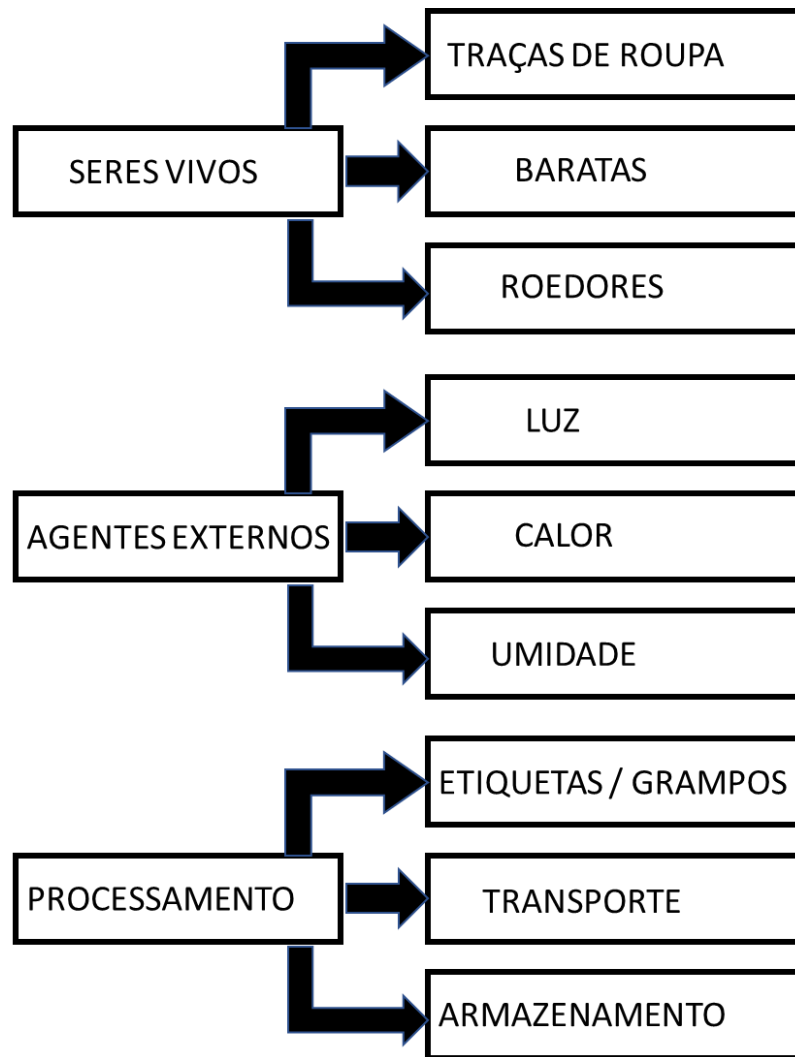 TRAÇAS DE ROUPA
SERES VIVOS
BARATAS
ROEDORES
LUZ
AGENTES EXTERNOS
CALOR
UMIDADE
ETIQUETAS / GRAMPOS
PROCESSAMENTO
TRANSPORTE
ARMAZENAMENTO